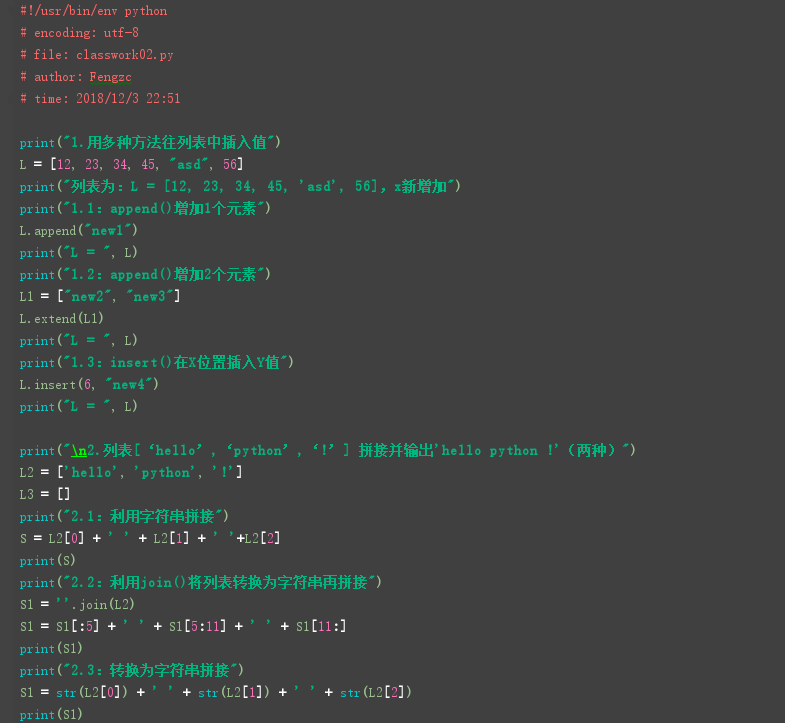 #!/usr/bin/env python
# encoding: utf-8
# file: classwork02.py
# author: Fengzc
# time: 2018/12/3 22:51
print("1.用多种方法往列表中插入值")
L = [12, 23, 34, 45, "asd", 56]
print("列表为：L = [12, 23, 34, 45, 'asd', 56]，x新增加")
print("1.1：append()增加1个元素")
L.append("new1")
print("L = ", L)
print("1.2：append()增加2个元素")
L1 = ["new2", "new3"]
L.extend(L1)
print("L = ", L)
print("1.3：insert()在X位置插入Y值")
L.insert(6, "new4")
print("L = ", L)
print("\n2.列表[‘hello’,‘python’,‘!’] 拼接并输出'hello python !'（两种）")
L2 = ['hello', 'python', '!']
L3 = []
print("2.1：利用字符串拼接")
S = L2[0] + ' ' + L2[1] + ' '+L2[2]
print(S)
print("2.2：利用join()将列表转换为字符串再拼接")
S1 = ''.join(L2)
S1 = S1[:5] + ' ' + S1[5:11] + ' ' + S1[11:]
print(S1)
print("2.3：转换为字符串拼接")
S1 = str(L2[0]) + ' ' + str(L2[1]) + ' ' + str(L2[2])
print(S1)